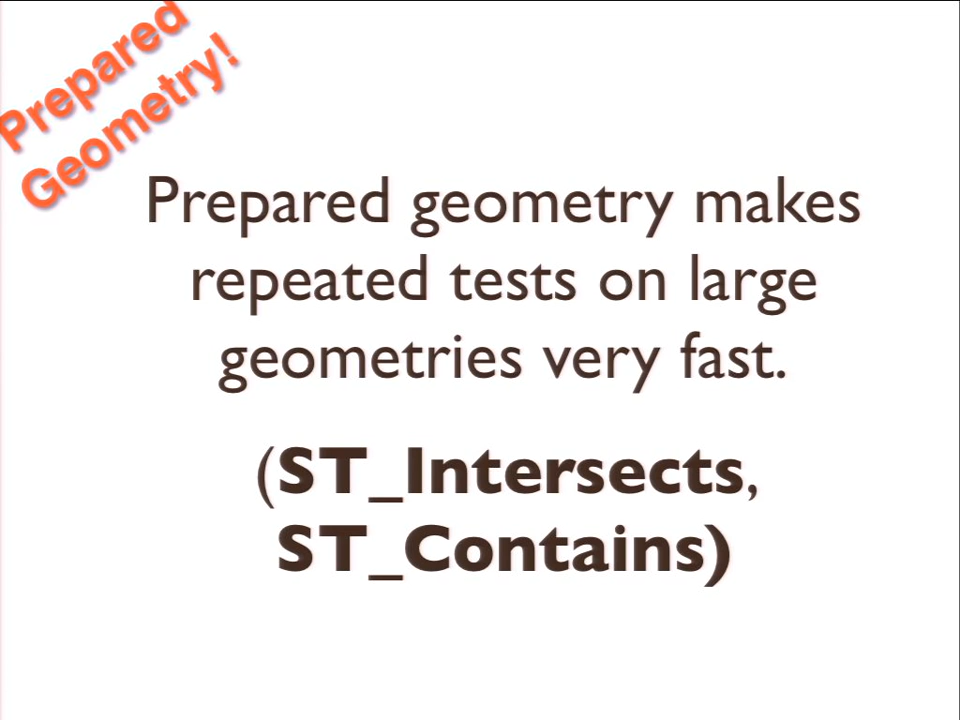 Prepared
Geometry!
Prepared geometry makes
repeated tests on large
geometries very fast.
(ST_Intersects,
ST_Contains)